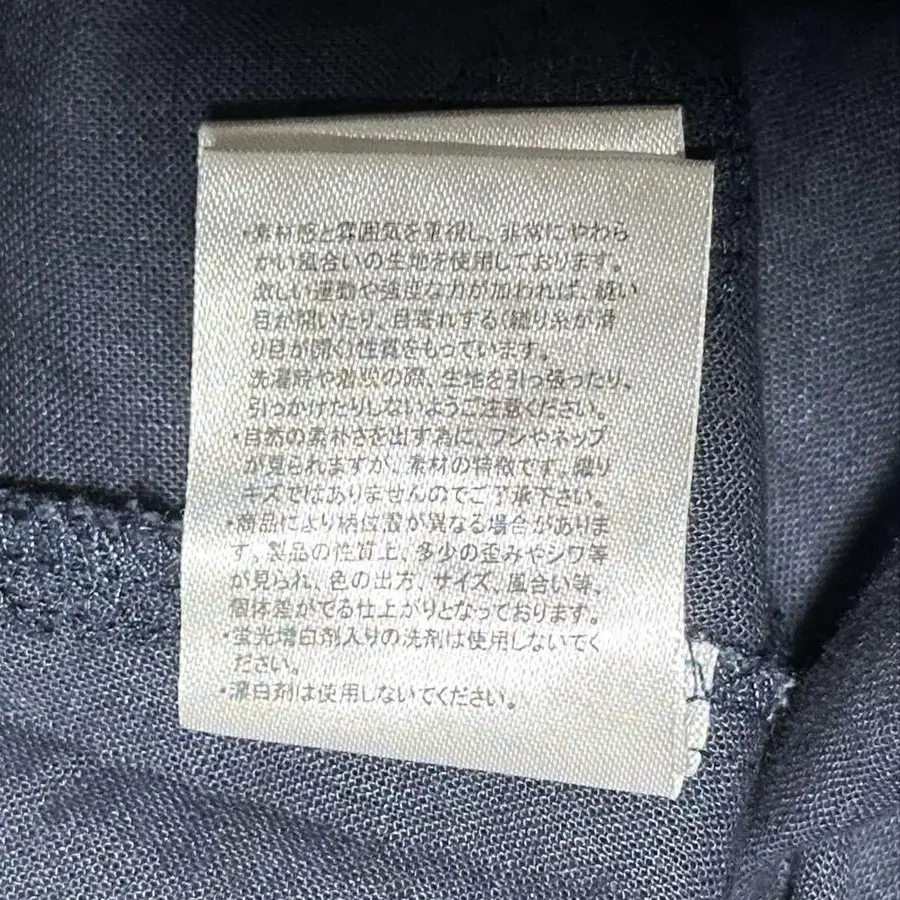 ・素材感と雰囲気を重視し、非常にやわら
かい風合いの生地を使用しております。
激しい運動や強度な力が加われば、縫い
目が開いたり、目寄れする(織り糸が滑
り目が開く)性質をもっています。
洗濯時や着用の際、生地を引っ張ったり、
引っかけたりしないようご注意ください。
・自然の素朴さを出す為に、フシやネップ
が見られますが、素材の特徴です。織り
キズではありませんのでご了承下さい。
・商品により柄位置が異なる場合がありま
す。製品の性質上、多少の歪みやシワ等
が見られ、色の出方、サイズ、風合い等、
個体差がでる仕上がりとなっております。
・蛍光増白剤入りの洗剤は使用しないでく
ださい。
・漂白剤は使用しないでください。